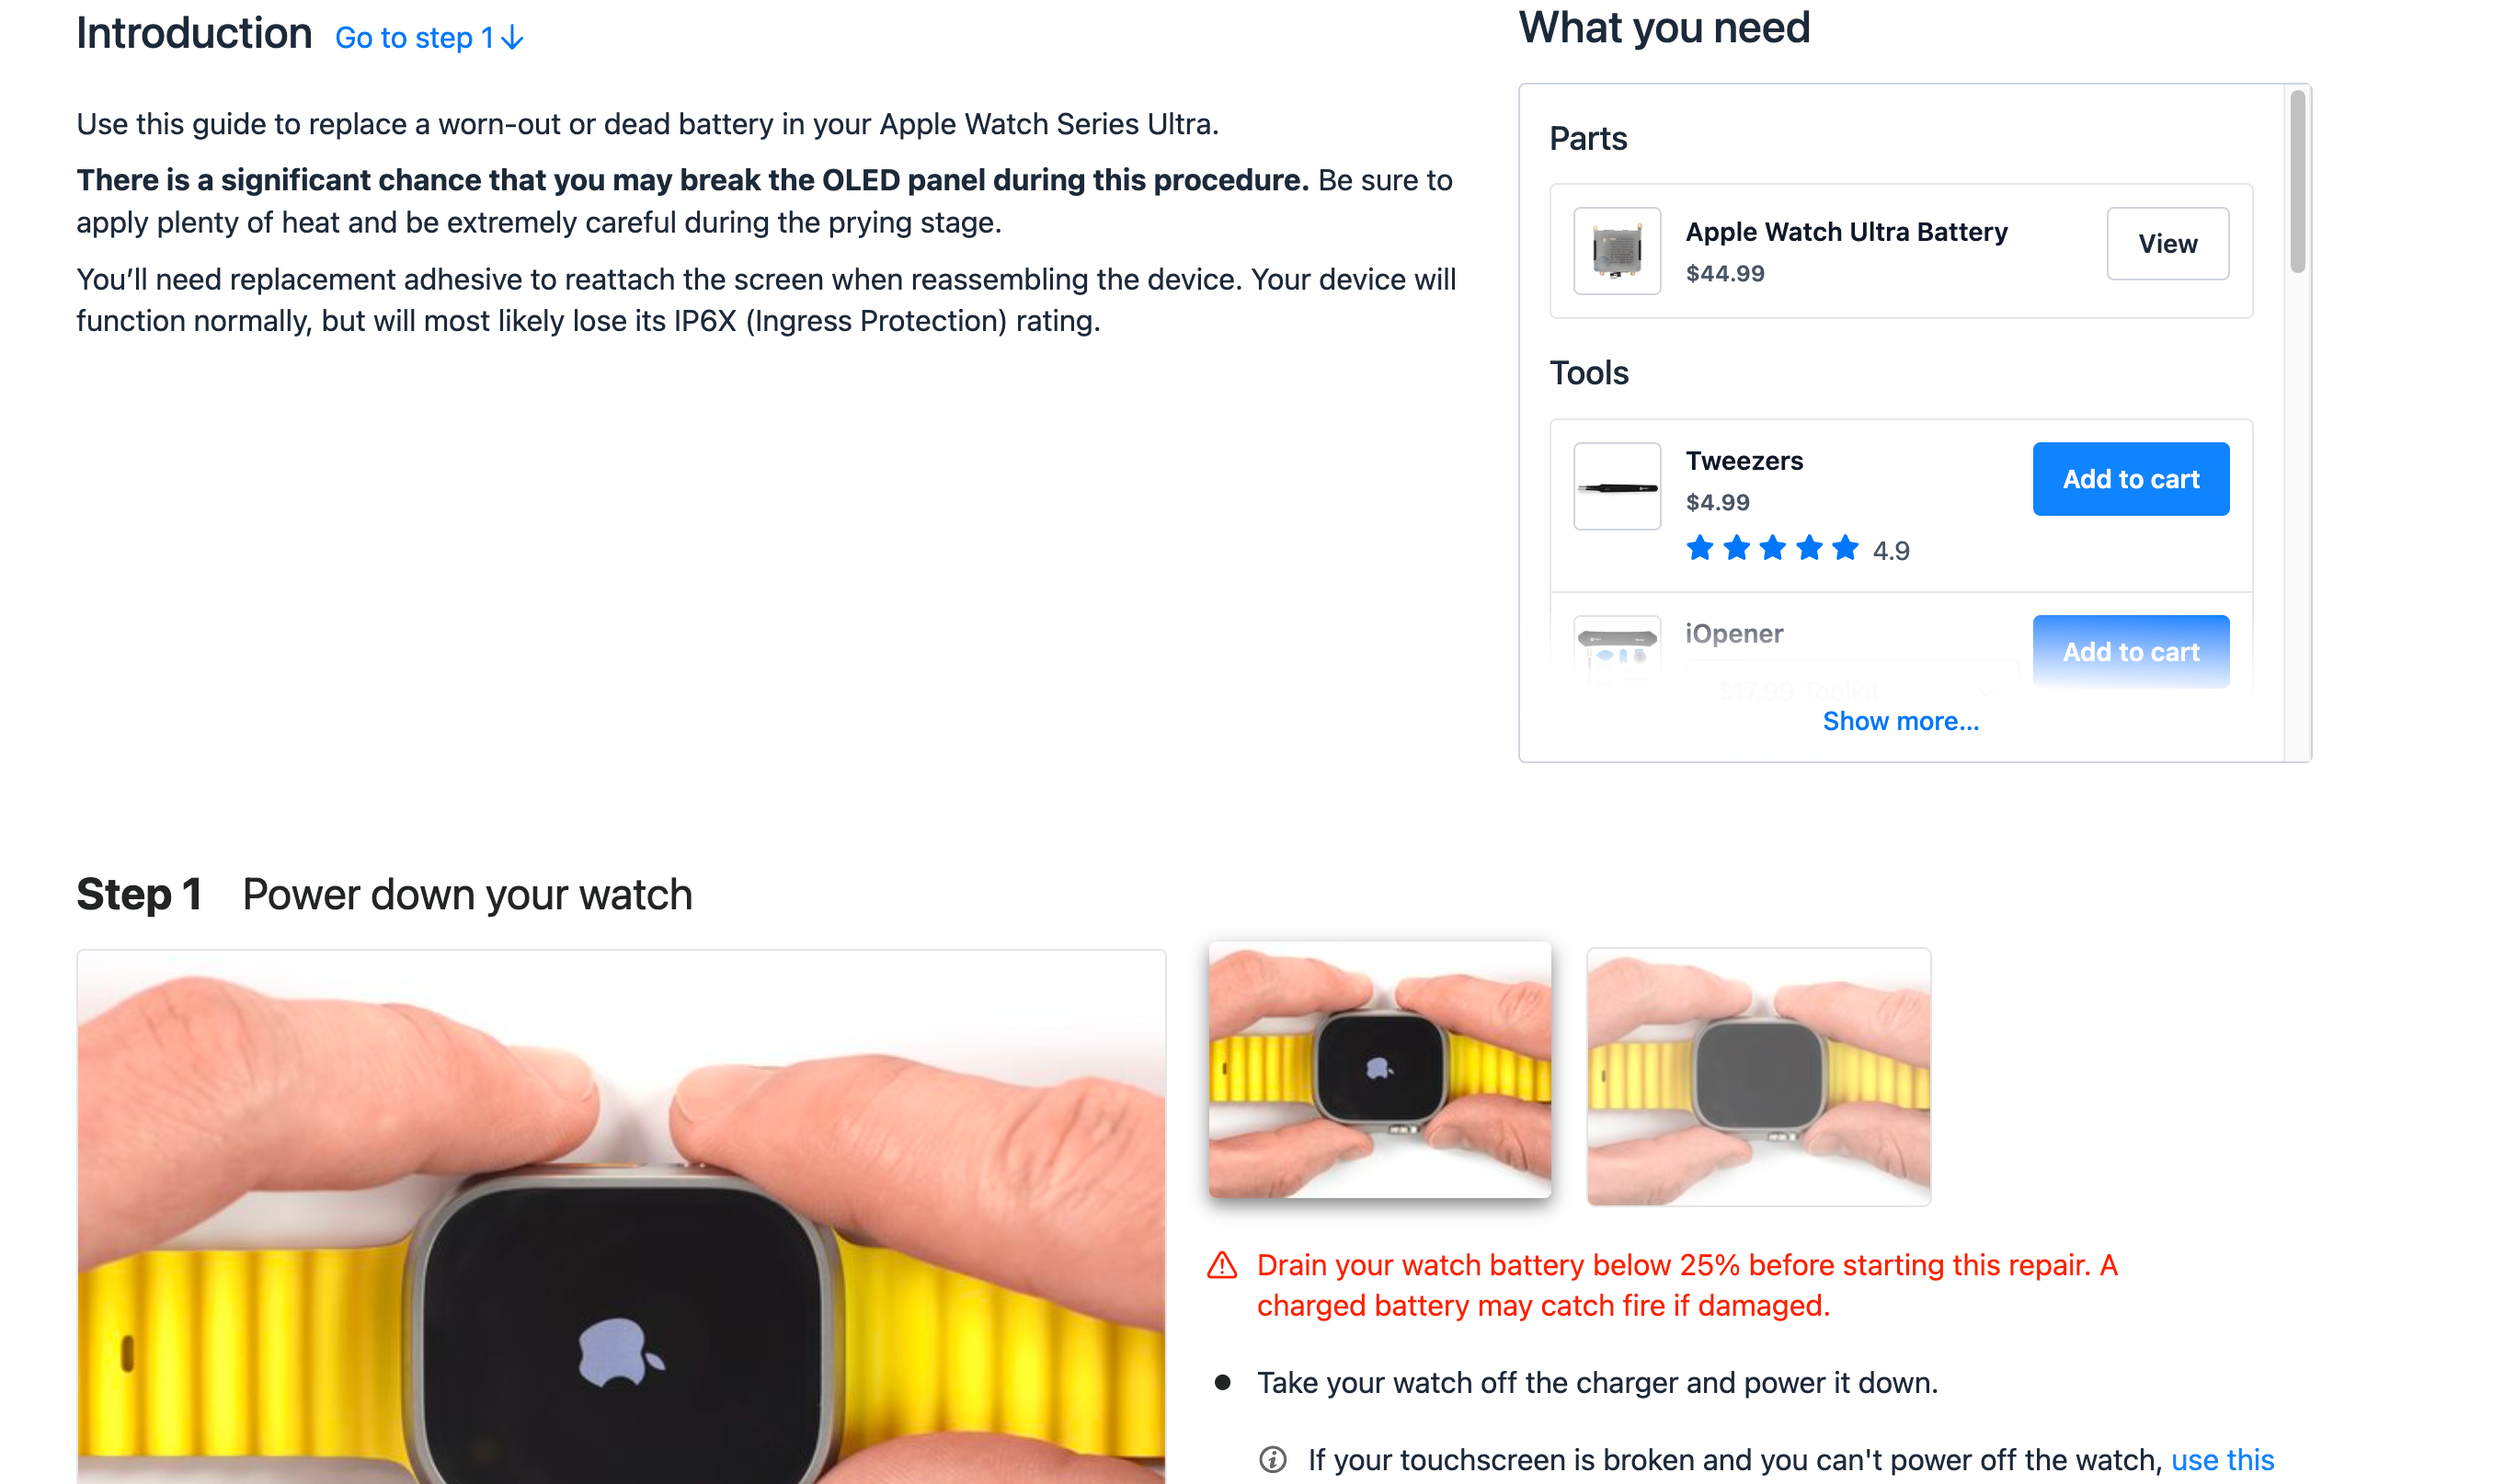 Introduction Go to step 1
Use this guide to replace a worn-out or dead battery in your Apple Watch Series Ultra.
There is a significant chance that you may break the OLED panel during this procedure. Be sure to
apply plenty of heat and be extremely careful during the prying stage.
You’ll need replacement adhesive to reattach the screen when reassembling the device. Your device will
function normally, but will most likely lose its IP6X (Ingress Protection) rating.
What you need
Parts
Apple Watch Ultra Battery
$44.99
View
Tools
Tweezers
$4.99
Add to cart
4.9
iOpener
Add to cart
$17.99 Toolkit
Show more...
Step 1 Power down your watch
Drain your watch battery below 25% before starting this repair. A
charged battery may catch fire if damaged.
Take your watch off the charger and power it down.
If your touchscreen is broken and you can't power off the watch, use this